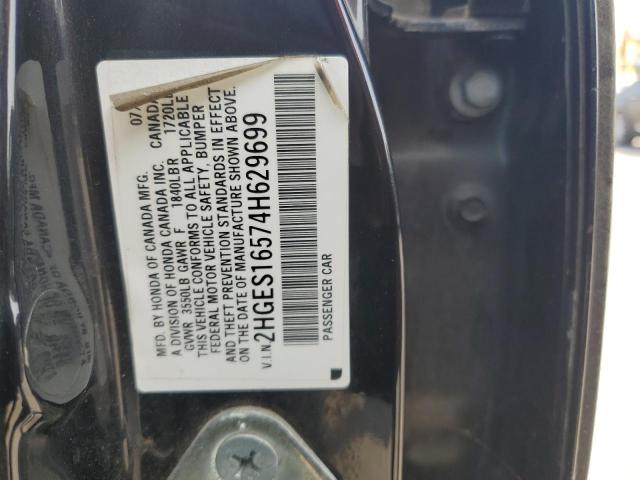 MFD. BY HONDA OF CANADA MFG. 07
A DIVISION OF HONDA CANADA INC. CANADA
GVWR 3550LB GAWR F 1840LBR 1720LB
THIS VEHICLE CONFORMS TO ALL APPLICABLE
FEDERAL MOTOR VEHICLE SAFETY, BUMPER
AND THEFT PREVENTION STANDARDS IN EFFECT
ON THE DATE OF MANUFACTURE SHOWN ABOVE.
V.I.N. 2HGES16574H629699
PASSENGER CAR